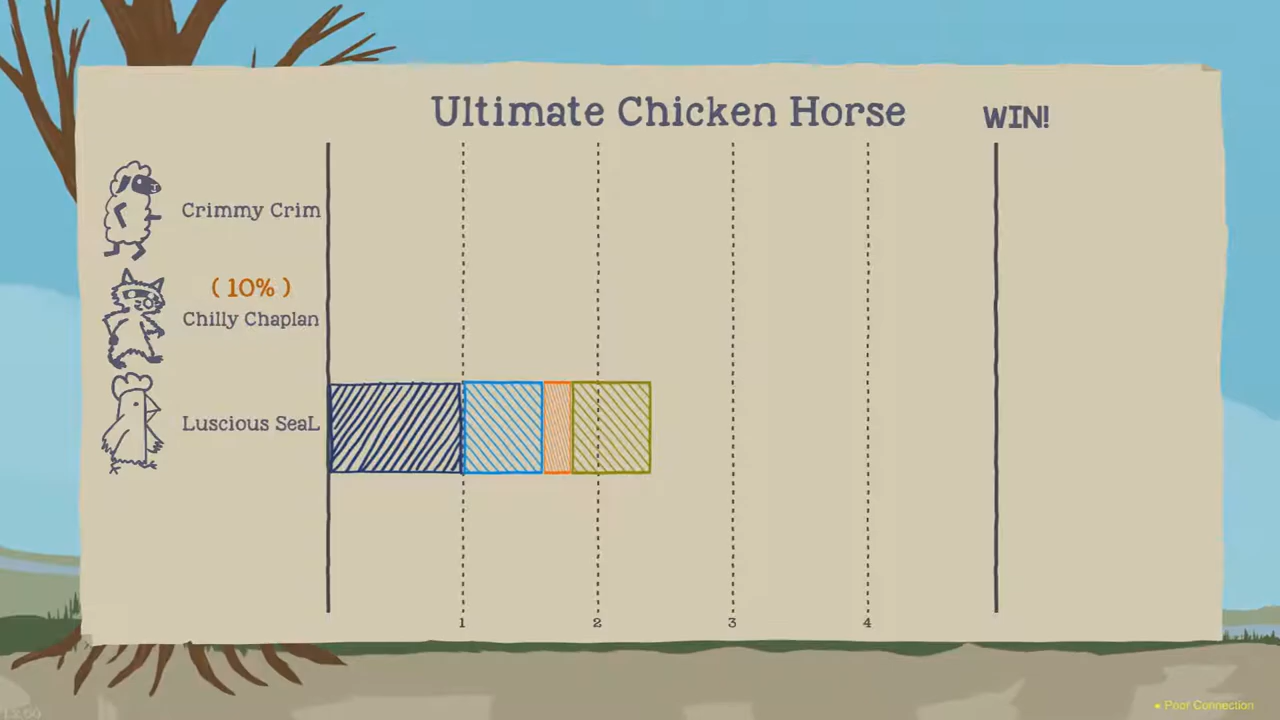 Ultimate Chicken Horse
WIN!
Crimmy Crim
( 10% )
Chilly Chaplan
Luscious SeaL
1 2 3 4
● Poor Connection